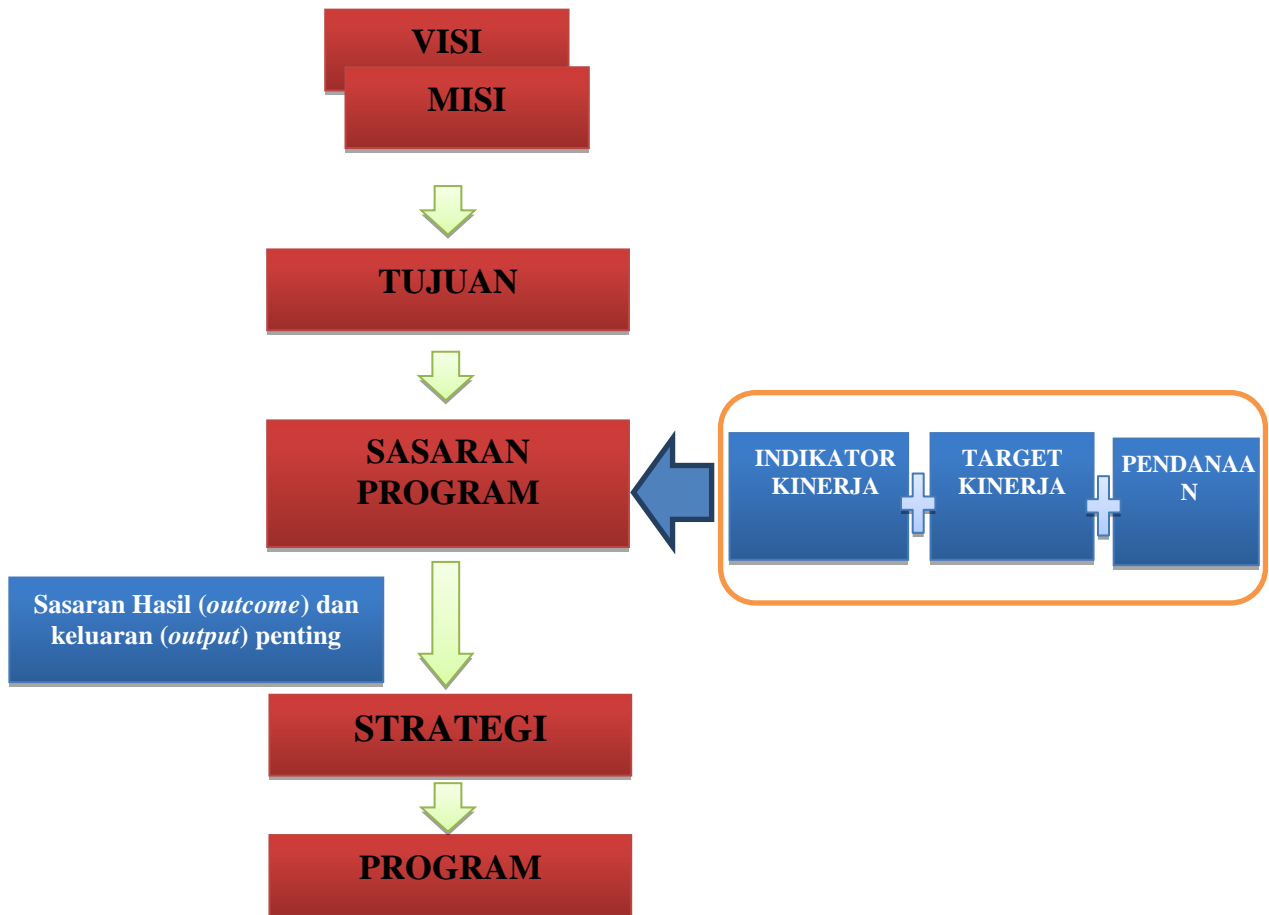 VISI
MISI
TUJUAN
SASARAN
PROGRAM
INDIKATOR
KINERJA
TARGET
KINERJA
PENDANAA
N
Sasaran Hasil (outcome) dan
keluaran (output) penting
STRATEGI
PROGRAM